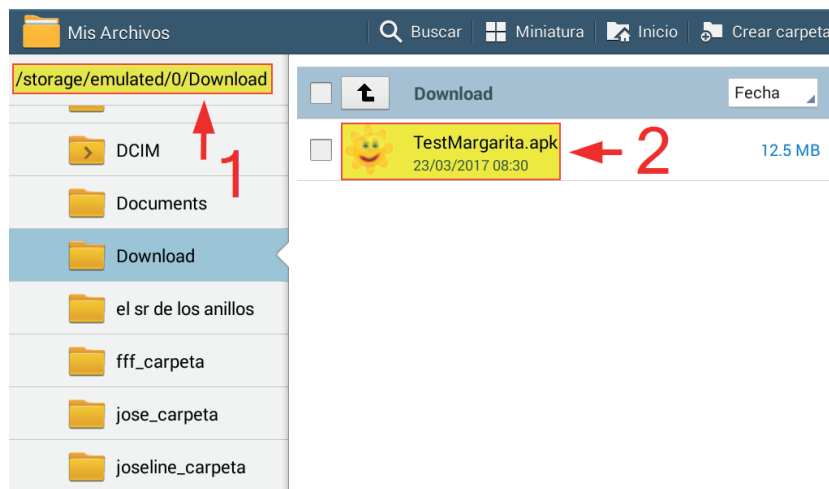 Mis Archivos
Buscar
Miniatura
Inicio
Crear carpeta
/storage/emulated/0/Download
1
DCIM
Documents
Download
el sr de los anillos
fff_carpeta
jose_carpeta
joseline_carpeta
Download
Fecha
TestMargarita.apk
23/03/2017 08:30
12.5 MB
2